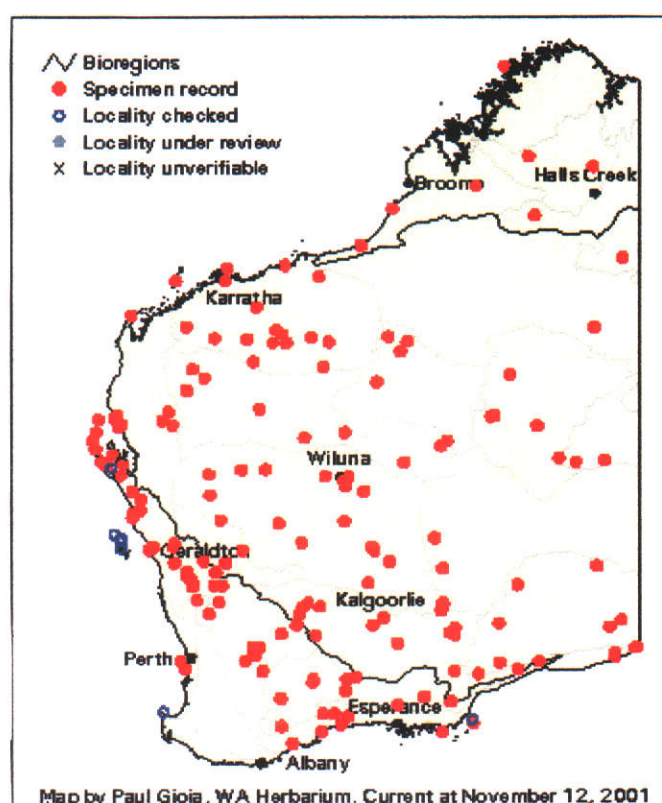 Bioregions
Specimen record
Locality checked
Locality under review
Locality unverifiable
Broome
Halls Creek
Karratha
Wiluna
Geraldton
Kalgoorlie
Perth
Esperance
Albany
Map by Paul Gioia, WA Herbarium. Current at November 12, 2001